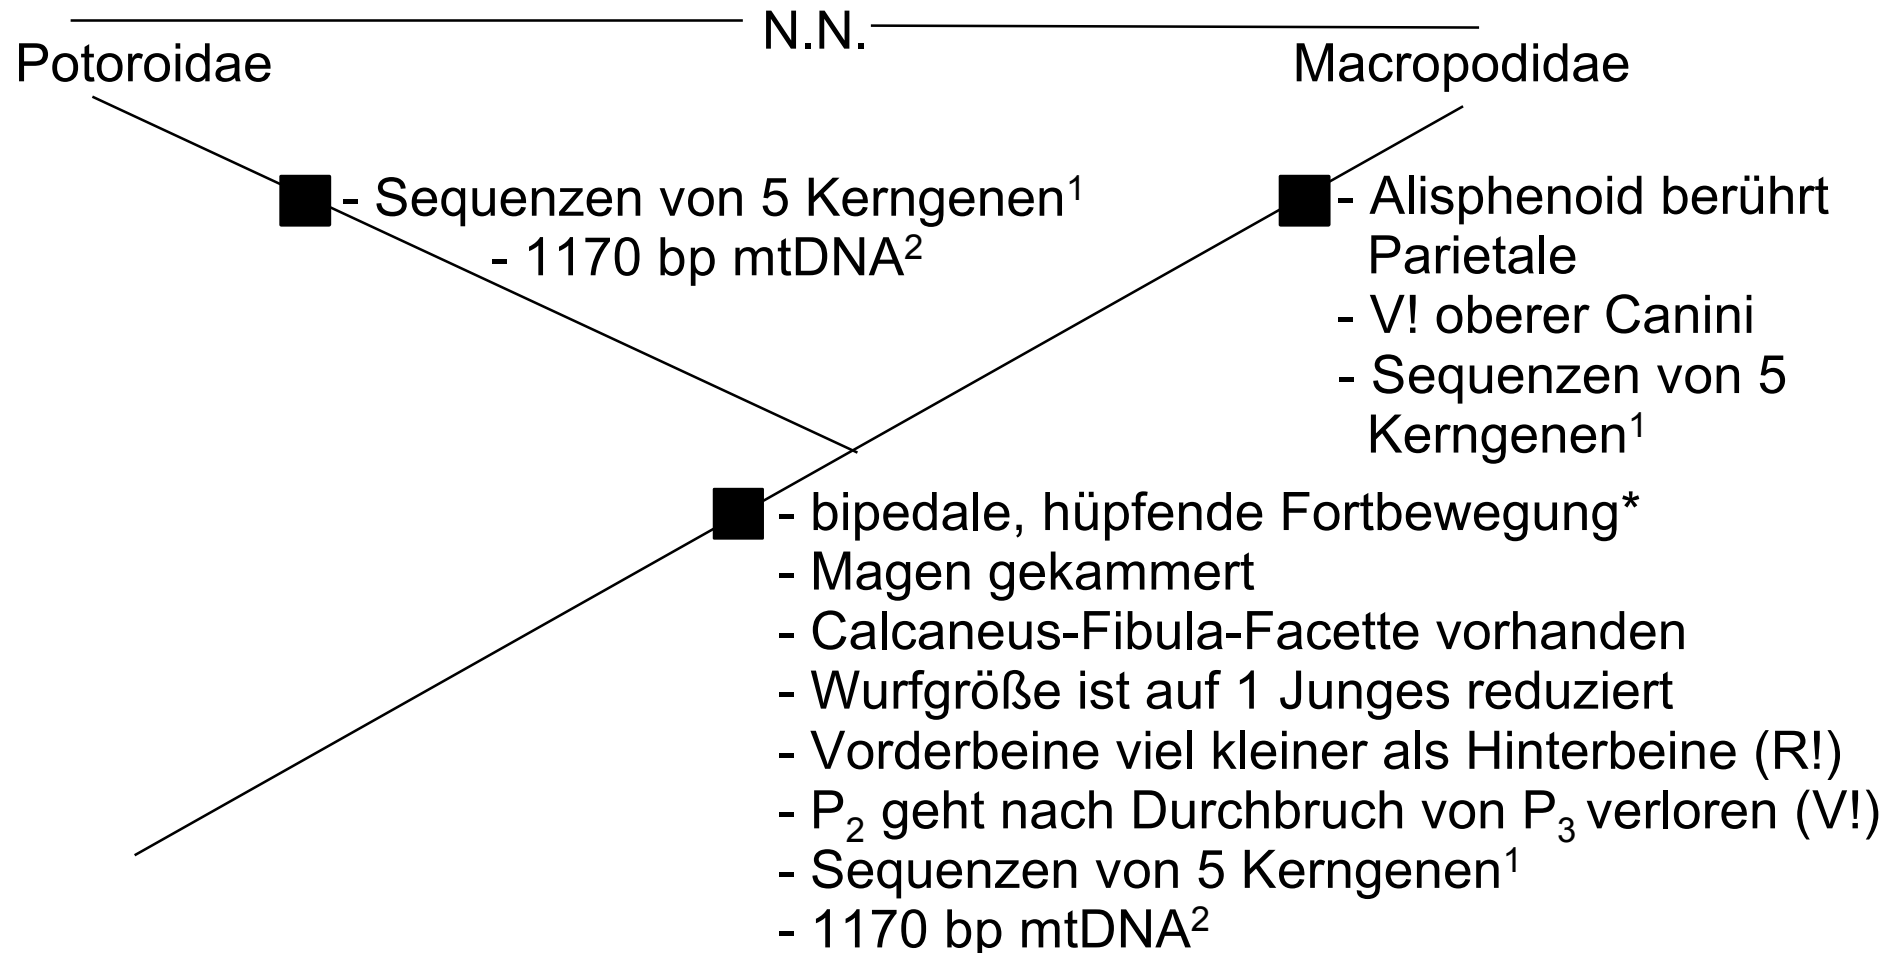 N.N.
Potoroidae
Macropodidae
- Sequenzen von 5 Kerngenen¹
- 1170 bp mtDNA²
- Alisphenoid berührt
Parietale
- V! oberer Canini
- Sequenzen von 5
Kerngenen¹
- bipedale, hüpfende Fortbewegung*
- Magen gekammert
- Calcaneus-Fibula-Facette vorhanden
- Wurfgröße ist auf 1 Junges reduziert
- Vorderbeine viel kleiner als Hinterbeine (R!)
- P₂ geht nach Durchbruch von P₃ verloren (V!)
- Sequenzen von 5 Kerngenen¹
- 1170 bp mtDNA²